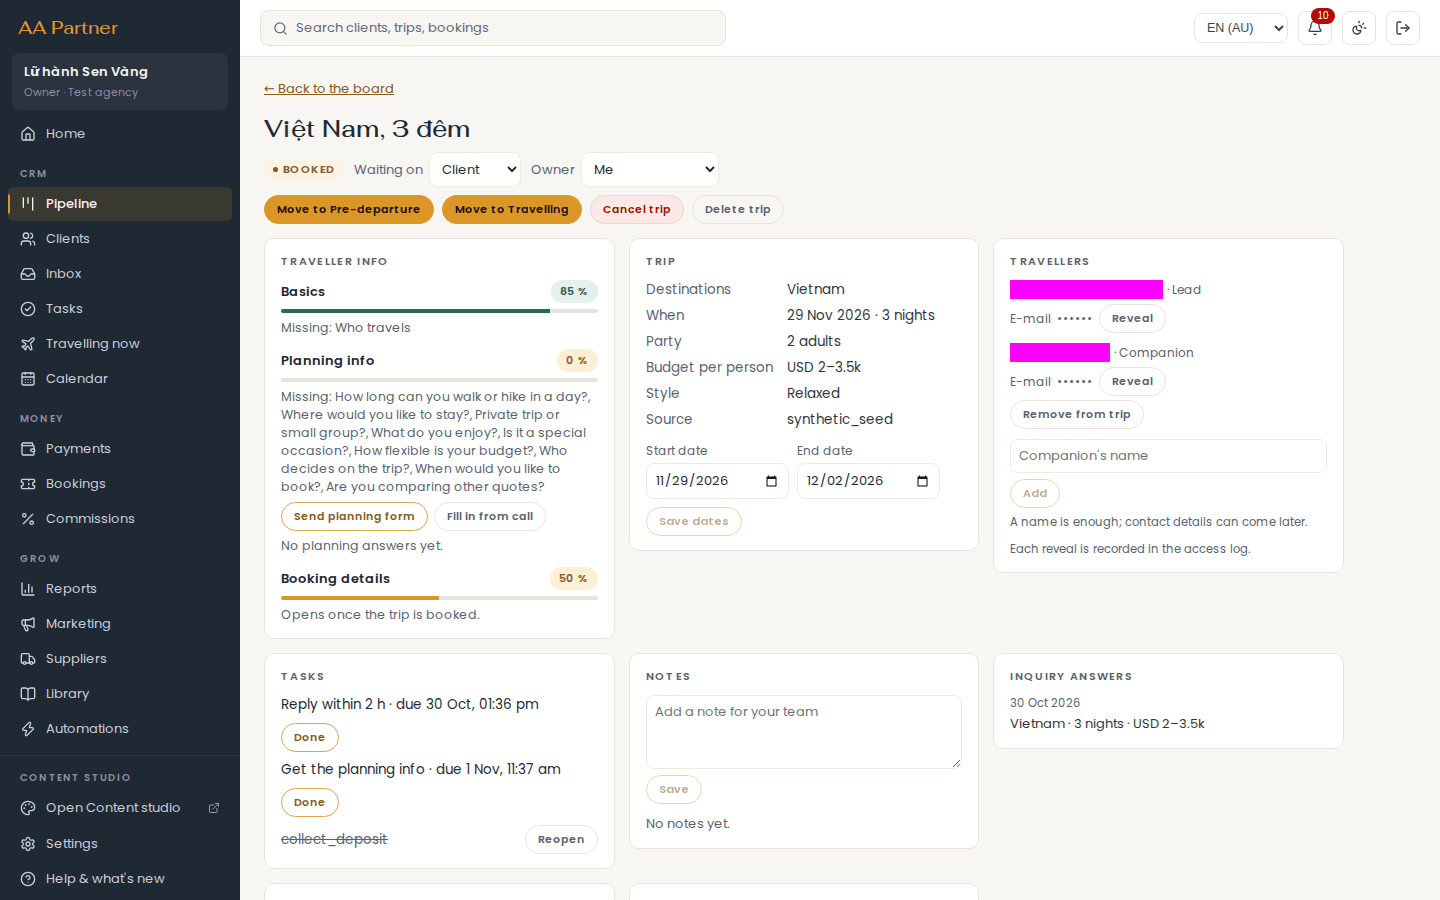 AA Partner
Lữ hành Sen Vàng
Owner · Test agency
Home
CRM
Pipeline
Clients
Inbox
Tasks
Travelling now
Calendar
MONEY
Payments
Bookings
Commissions
GROW
Reports
Marketing
Suppliers
Library
Automations
CONTENT STUDIO
Open Content studio
Settings
Help & what's new
Search clients, trips, bookings
EN (AU)
10
← Back to the board
Việt Nam, 3 đêm
BOOKED
Waiting on
Client
Owner
Me
Move to Pre-departure
Move to Travelling
Cancel trip
Delete trip
TRAVELLER INFO
Basics
85 %
Missing: Who travels
Planning info
0 %
Missing: How long can you walk or hike in a day?,
Where would you like to stay?, Private trip or
small group?, What do you enjoy?, Is it a special
occasion?, How flexible is your budget?, Who
decides on the trip?, When would you like to
book?, Are you comparing other quotes?
Send planning form
Fill in from call
No planning answers yet.
Booking details
50 %
Opens once the trip is booked.
TRIP
Destinations Vietnam
When 29 Nov 2026 · 3 nights
Party 2 adults
Budget per person USD 2–3.5k
Style Relaxed
Source synthetic_seed
Start date
End date
11/29/2026
12/02/2026
Save dates
TRAVELLERS
· Lead
E-mail •••••• Reveal
· Companion
E-mail •••••• Reveal
Remove from trip
Companion's name
Add
A name is enough; contact details can come later.
Each reveal is recorded in the access log.
TASKS
Reply within 2 h · due 30 Oct, 01:36 pm
Done
Get the planning info · due 1 Nov, 11:37 am
Done
collect_deposit
Reopen
NOTES
Add a note for your team
Save
No notes yet.
INQUIRY ANSWERS
30 Oct 2026
Vietnam · 3 nights · USD 2–3.5k